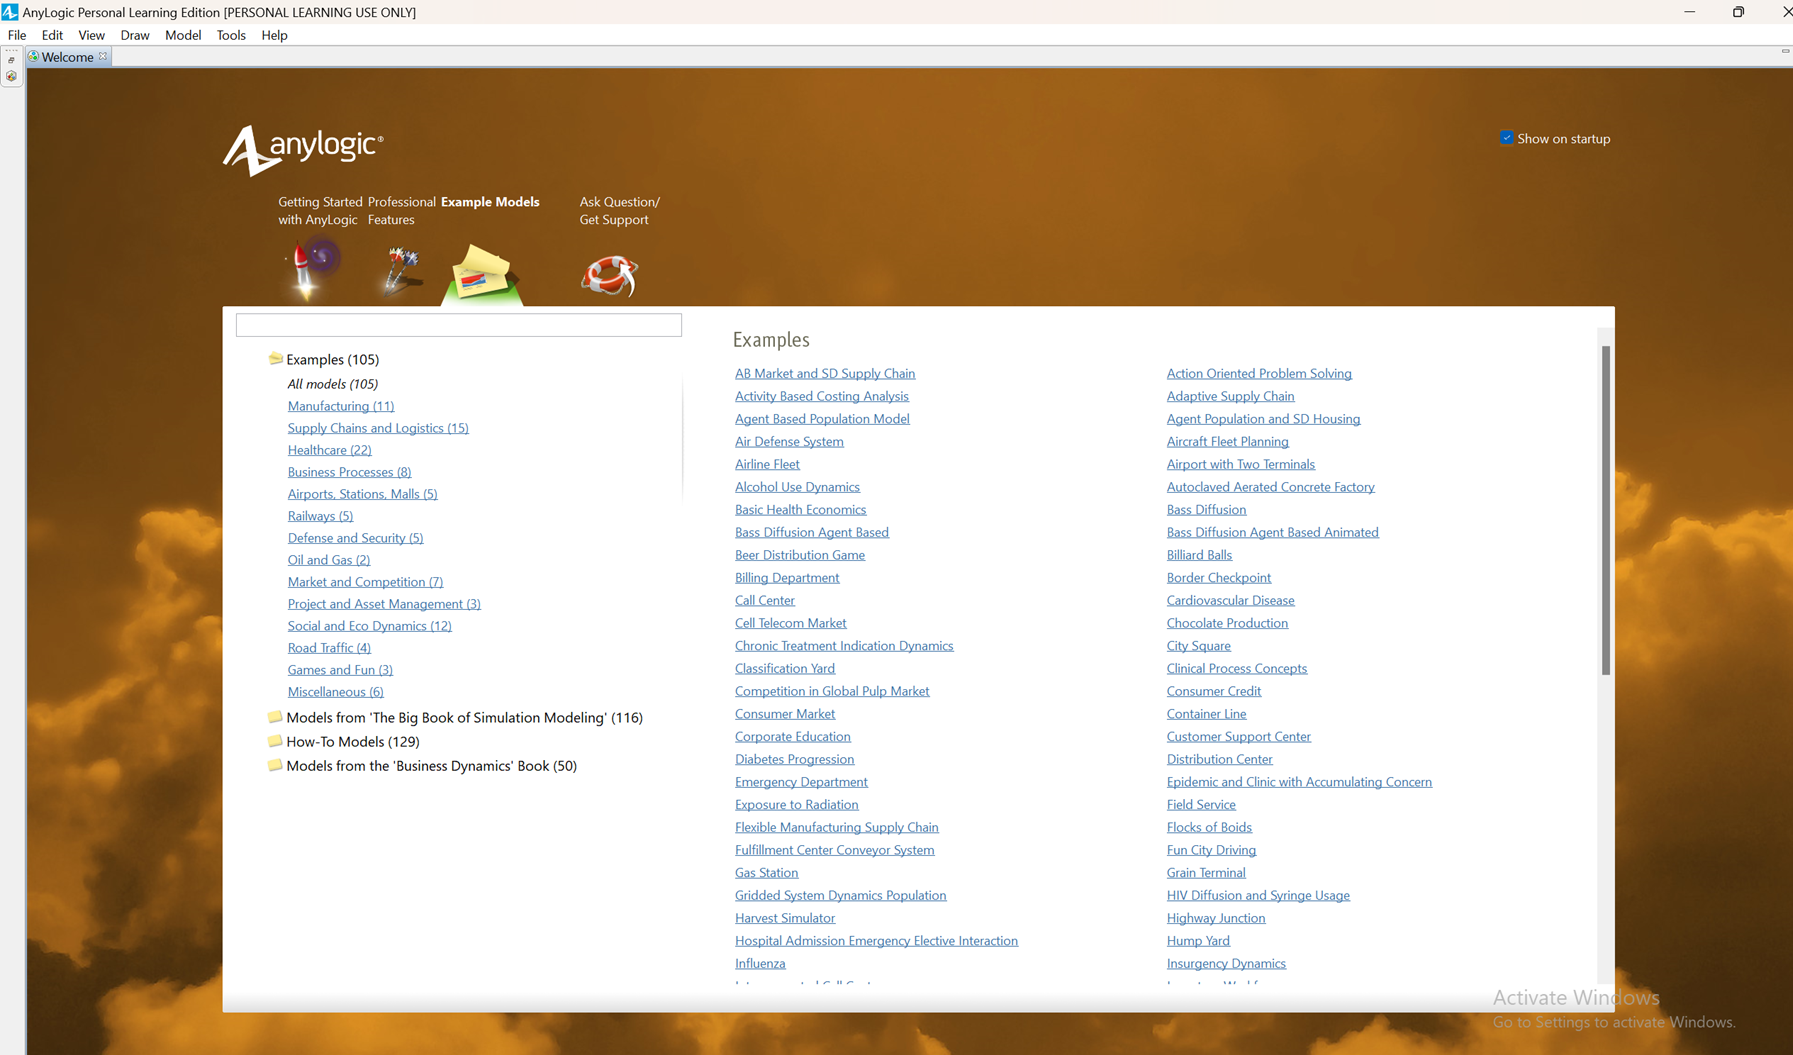 AnyLogic Personal Learning Edition [PERSONAL LEARNING USE ONLY]
File Edit View Draw Model Tools Help
Welcome
anylogic®
Show on startup
Getting Started with AnyLogic
Professional Features
Example Models
Ask Question/
Get Support
Examples (105)
All models (105)
Manufacturing (11)
Supply Chains and Logistics (15)
Healthcare (22)
Business Processes (8)
Airports, Stations, Malls (5)
Railways (5)
Defense and Security (5)
Oil and Gas (2)
Market and Competition (7)
Project and Asset Management (3)
Social and Eco Dynamics (12)
Road Traffic (4)
Games and Fun (3)
Miscellaneous (6)
Models from 'The Big Book of Simulation Modeling' (116)
How-To Models (129)
Models from the 'Business Dynamics' Book (50)
Examples
AB Market and SD Supply Chain
Activity Based Costing Analysis
Agent Based Population Model
Air Defense System
Airline Fleet
Alcohol Use Dynamics
Basic Health Economics
Bass Diffusion Agent Based
Beer Distribution Game
Billing Department
Call Center
Cell Telecom Market
Chronic Treatment Indication Dynamics
Classification Yard
Competition in Global Pulp Market
Consumer Market
Corporate Education
Diabetes Progression
Emergency Department
Exposure to Radiation
Flexible Manufacturing Supply Chain
Fulfillment Center Conveyor System
Gas Station
Gridded System Dynamics Population
Harvest Simulator
Hospital Admission Emergency Elective Interaction
Influenza
Action Oriented Problem Solving
Adaptive Supply Chain
Agent Population and SD Housing
Aircraft Fleet Planning
Airport with Two Terminals
Autoclaved Aerated Concrete Factory
Bass Diffusion
Bass Diffusion Agent Based Animated
Billiard Balls
Border Checkpoint
Cardiovascular Disease
Chocolate Production
City Square
Clinical Process Concepts
Consumer Credit
Container Line
Customer Support Center
Distribution Center
Epidemic and Clinic with Accumulating Concern
Field Service
Flocks of Boids
Fun City Driving
Grain Terminal
HIV Diffusion and Syringe Usage
Highway Junction
Hump Yard
Insurgency Dynamics
Activate Windows
Go to Settings to activate Windows.